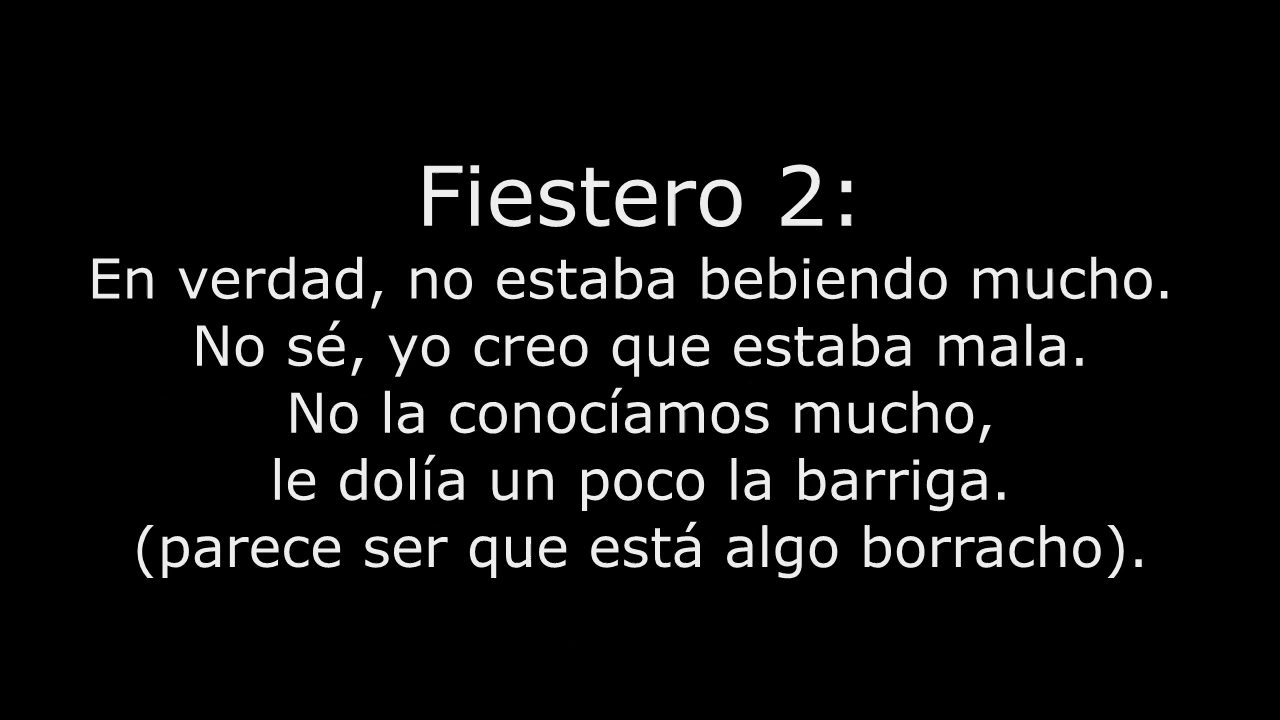 Fiestero 2:
En verdad, no estaba bebiendo mucho.
No sé, yo creo que estaba mala.
No la conocíamos mucho,
le dolía un poco la barriga.
(parece ser que está algo borracho).